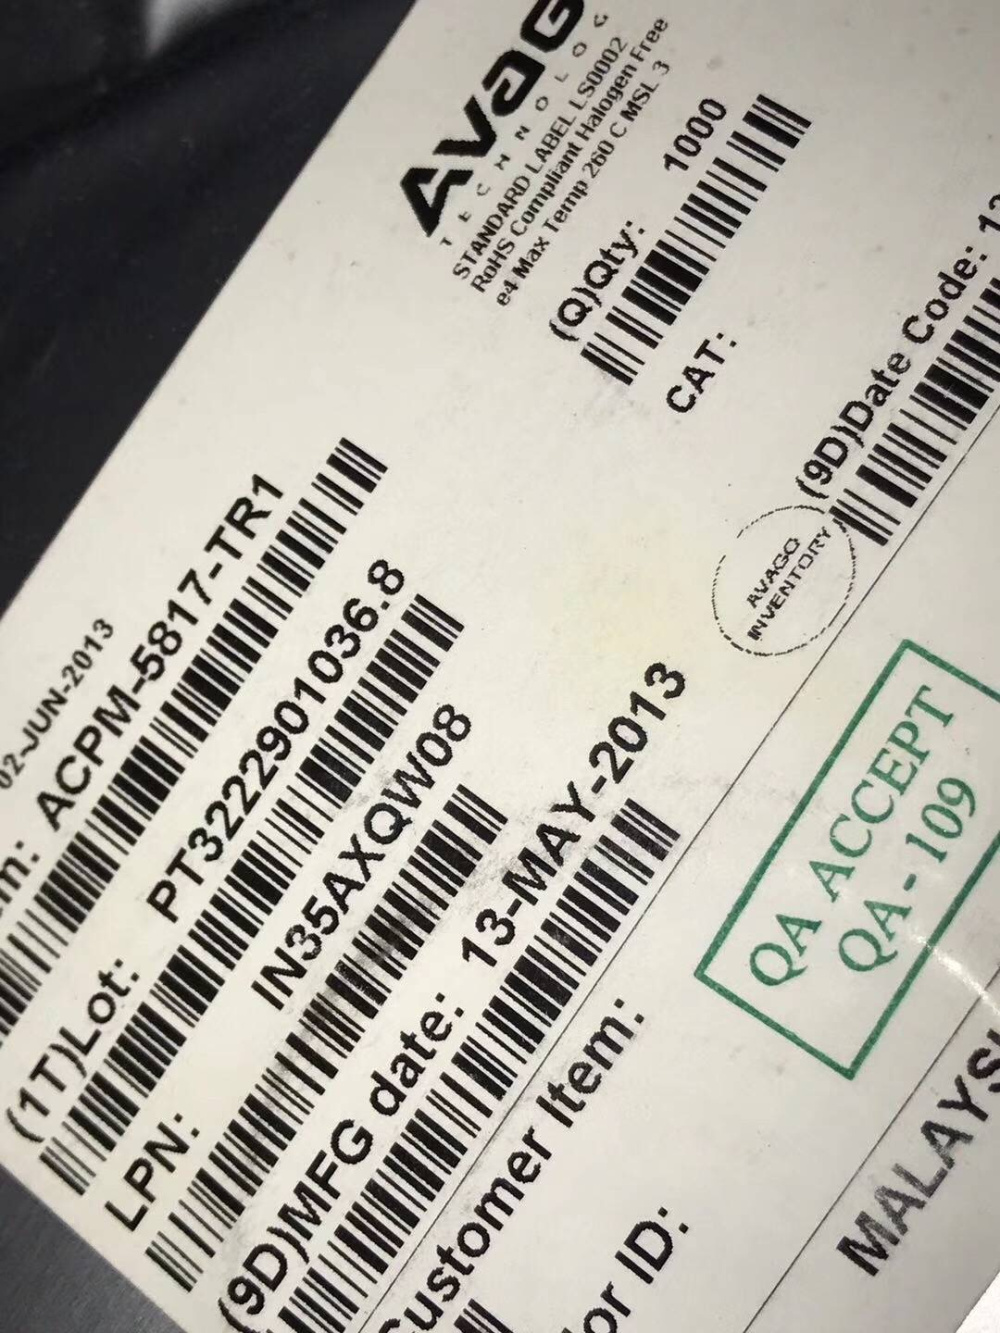 AVAGO
TECHNOLOG
STANDARD LABEL LS0002
RoHS Compliant Halogen Free
e4 Max Temp 260 C MSL 3
(Q)Qty: 1000
CAT:
(9D)Date Code:
AVAGO
INVENTORY
02-JUN-2013
ACPM-5817-TR1
(1T)Lot: PT3222901036.8
LPN: IN35AXQW08
(9D)MFG date: 13-MAY-2013
Customer Item:
ID:
QA ACCEPT
QA-109
MALAYSI